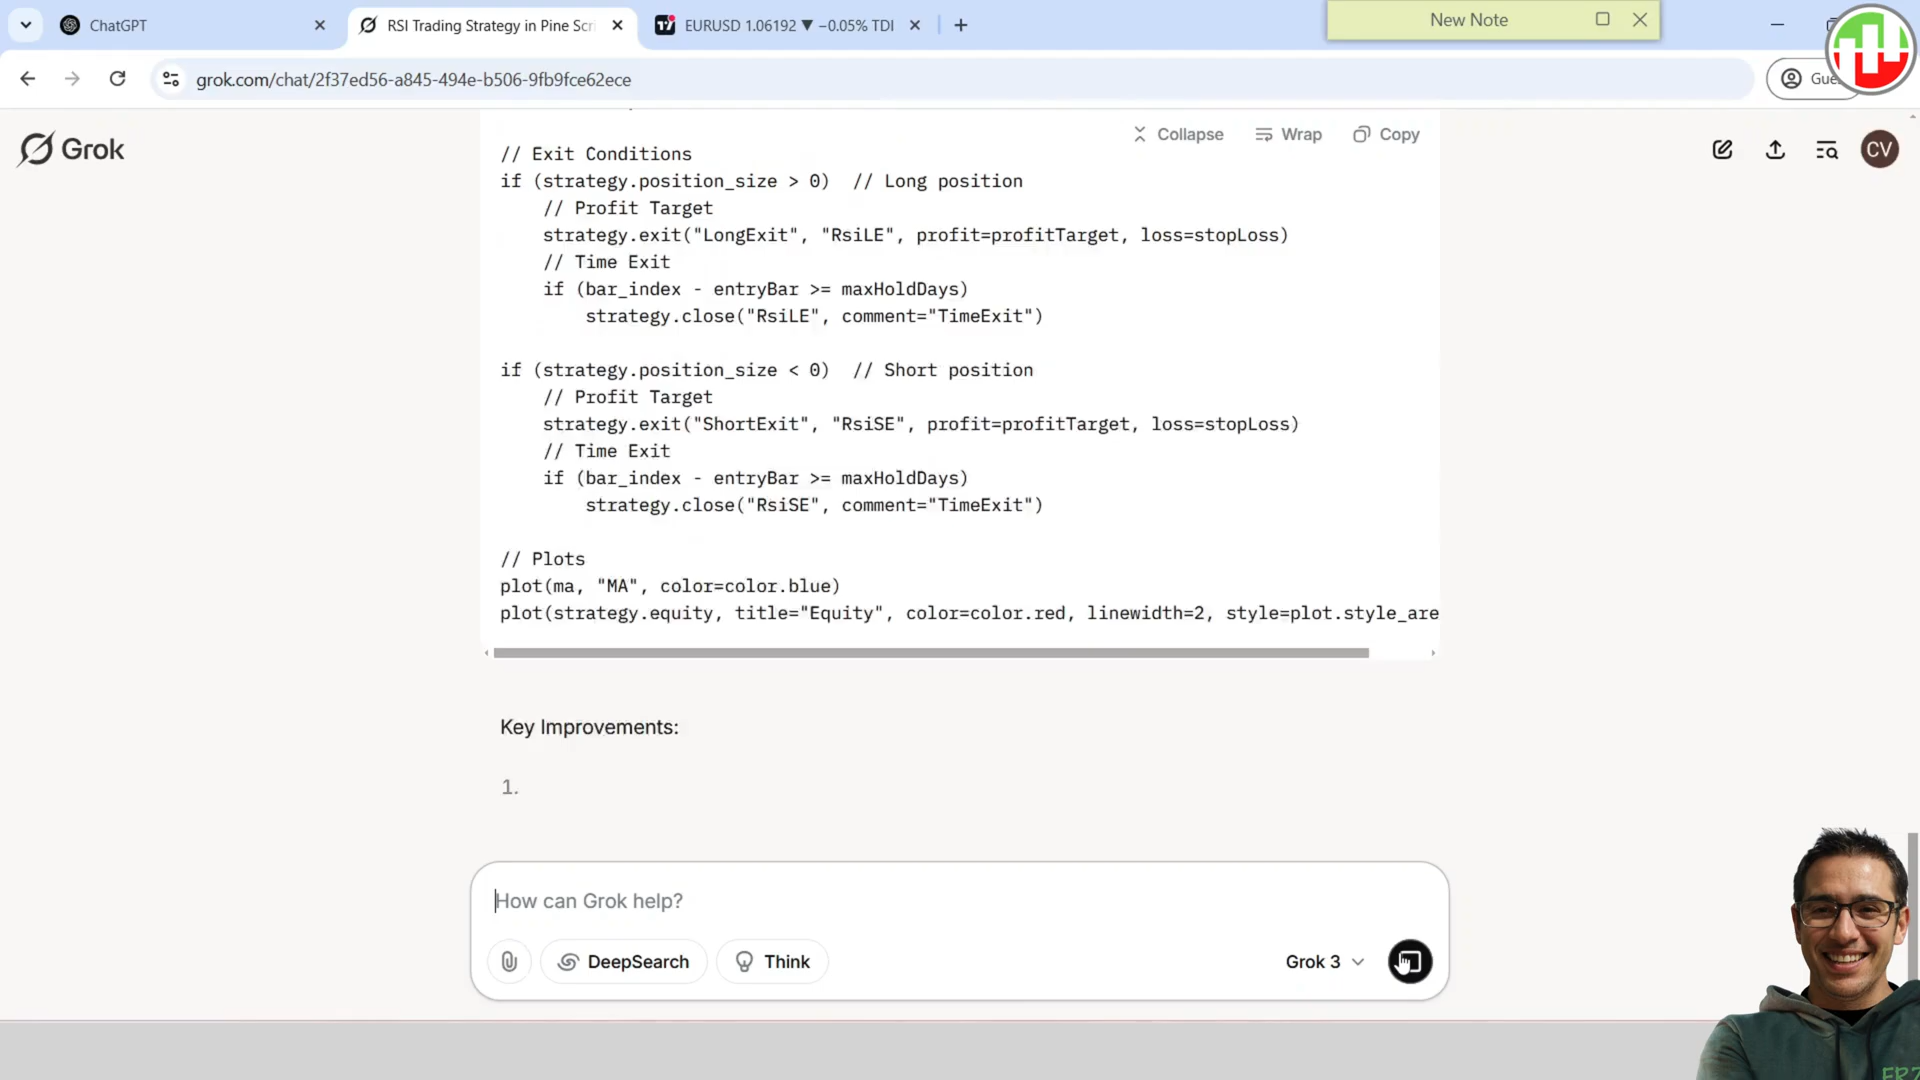 ChatGPT
RSI Trading Strategy in Pine Scri
EURUSD 1.06192 ▼ −0.05% TDI
New Note
grok.com/chat/2f37ed56-a845-494e-b506-9fb9fce62ece
Grok
CV
Collapse
Wrap
Copy
// Exit Conditions
if (strategy.position_size > 0)  // Long position
    // Profit Target
    strategy.exit("LongExit", "RsiLE", profit=profitTarget, loss=stopLoss)
    // Time Exit
    if (bar_index - entryBar >= maxHoldDays)
        strategy.close("RsiLE", comment="TimeExit")
if (strategy.position_size < 0)  // Short position
    // Profit Target
    strategy.exit("ShortExit", "RsiSE", profit=profitTarget, loss=stopLoss)
    // Time Exit
    if (bar_index - entryBar >= maxHoldDays)
        strategy.close("RsiSE", comment="TimeExit")
// Plots
plot(ma, "MA", color=color.blue)
plot(strategy.equity, title="Equity", color=color.red, linewidth=2, style=plot.style_are
Key Improvements:
1.
How can Grok help?
DeepSearch
Think
Grok 3